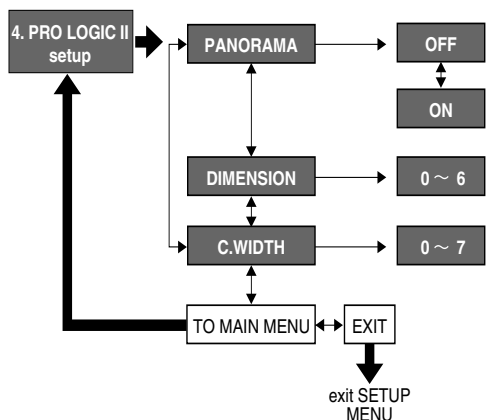 4. PRO LOGIC II
setup
PANORAMA
OFF
ON
DIMENSION
0 ~ 6
C.WIDTH
0 ~ 7
TO MAIN MENU
EXIT
exit SETUP
MENU